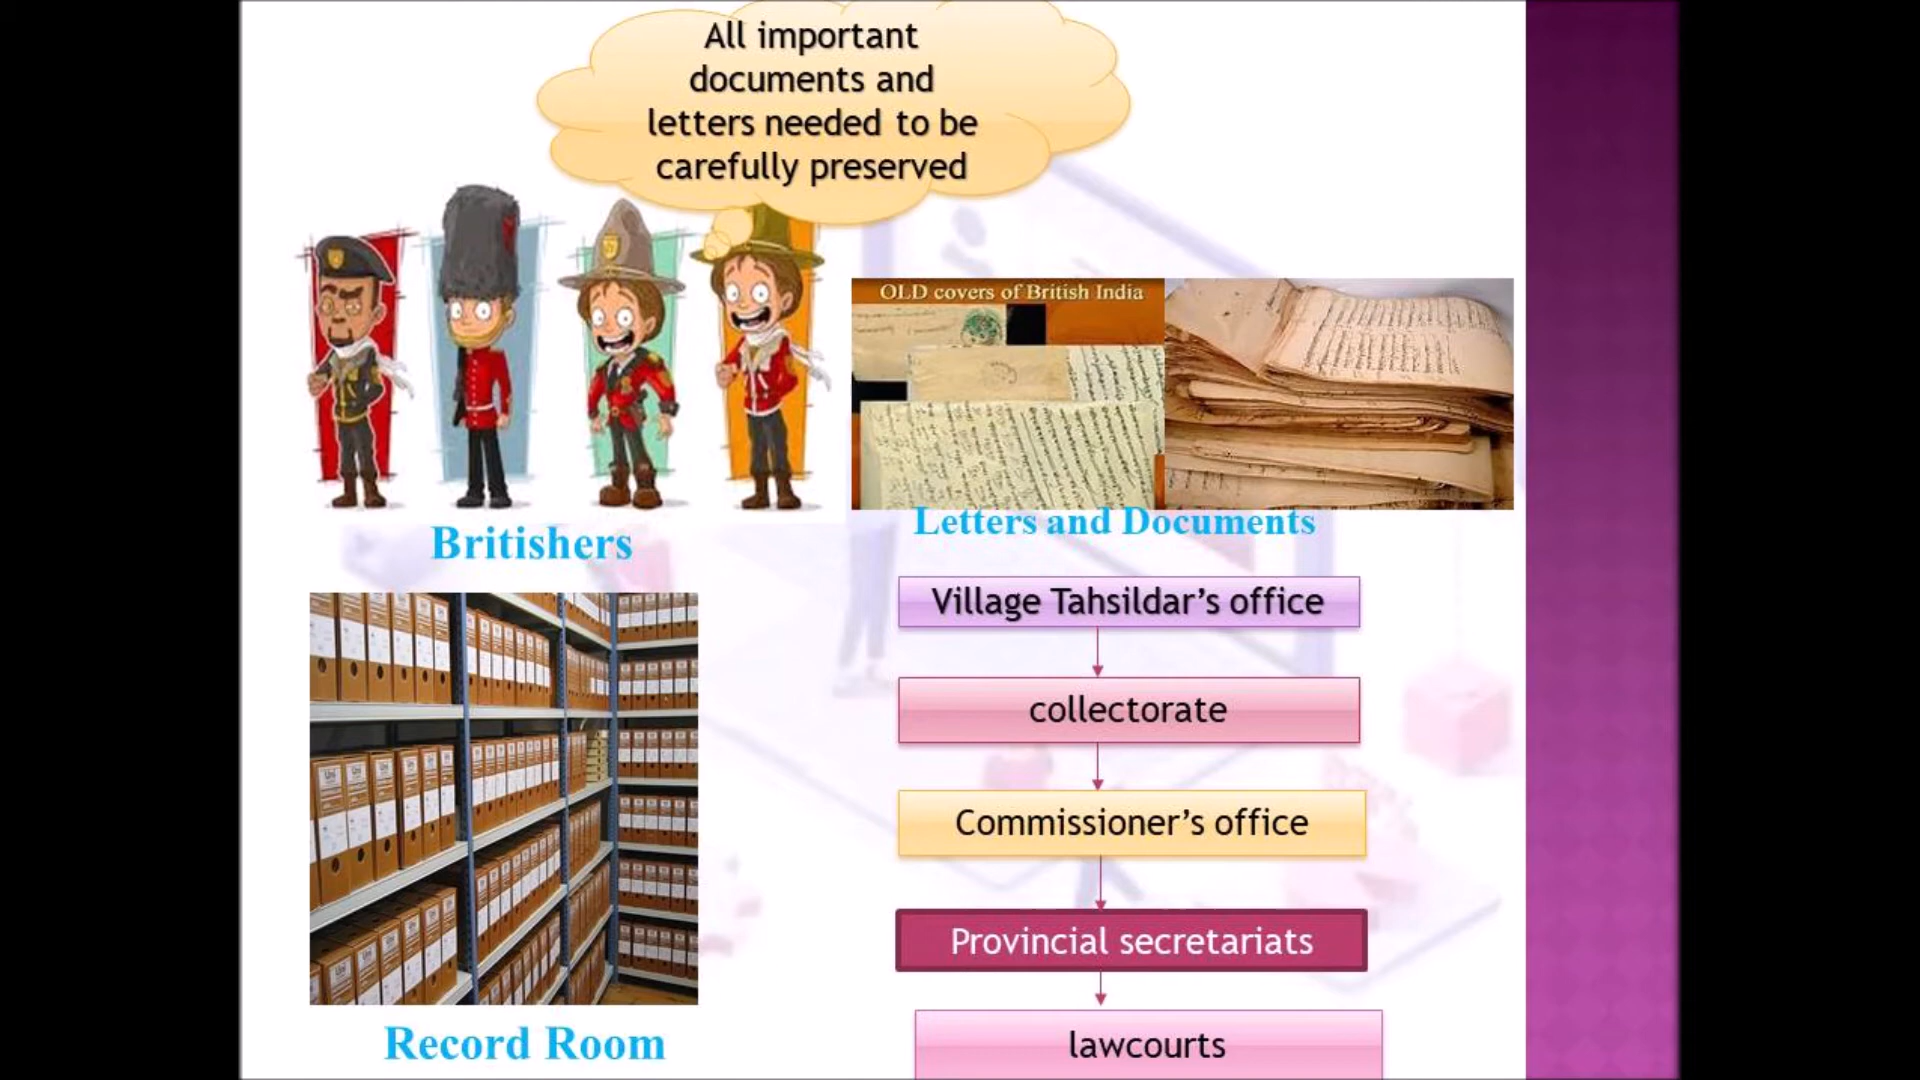 All important
documents and
letters needed to be
carefully preserved
OLD covers of British India
Letters and Documents
Britishers
Village Tahsildar’s office
collectorate
Commissioner’s office
Provincial secretariats
lawcourts
Record Room